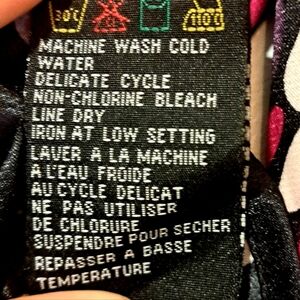 30°C 110°C
MACHINE WASH COLD
WATER
DELICATE CYCLE
NON-CHLORINE BLEACH
LINE DRY
IRON AT LOW SETTING
LAVER A LA MACHINE
A L'EAU FROIDE
AU CYCLE DELICAT
NE PAS UTILISER
DE CHLORURE
SUSPENDRE POUR SECHER
REPASSER A BASSE
TEMPERATURE